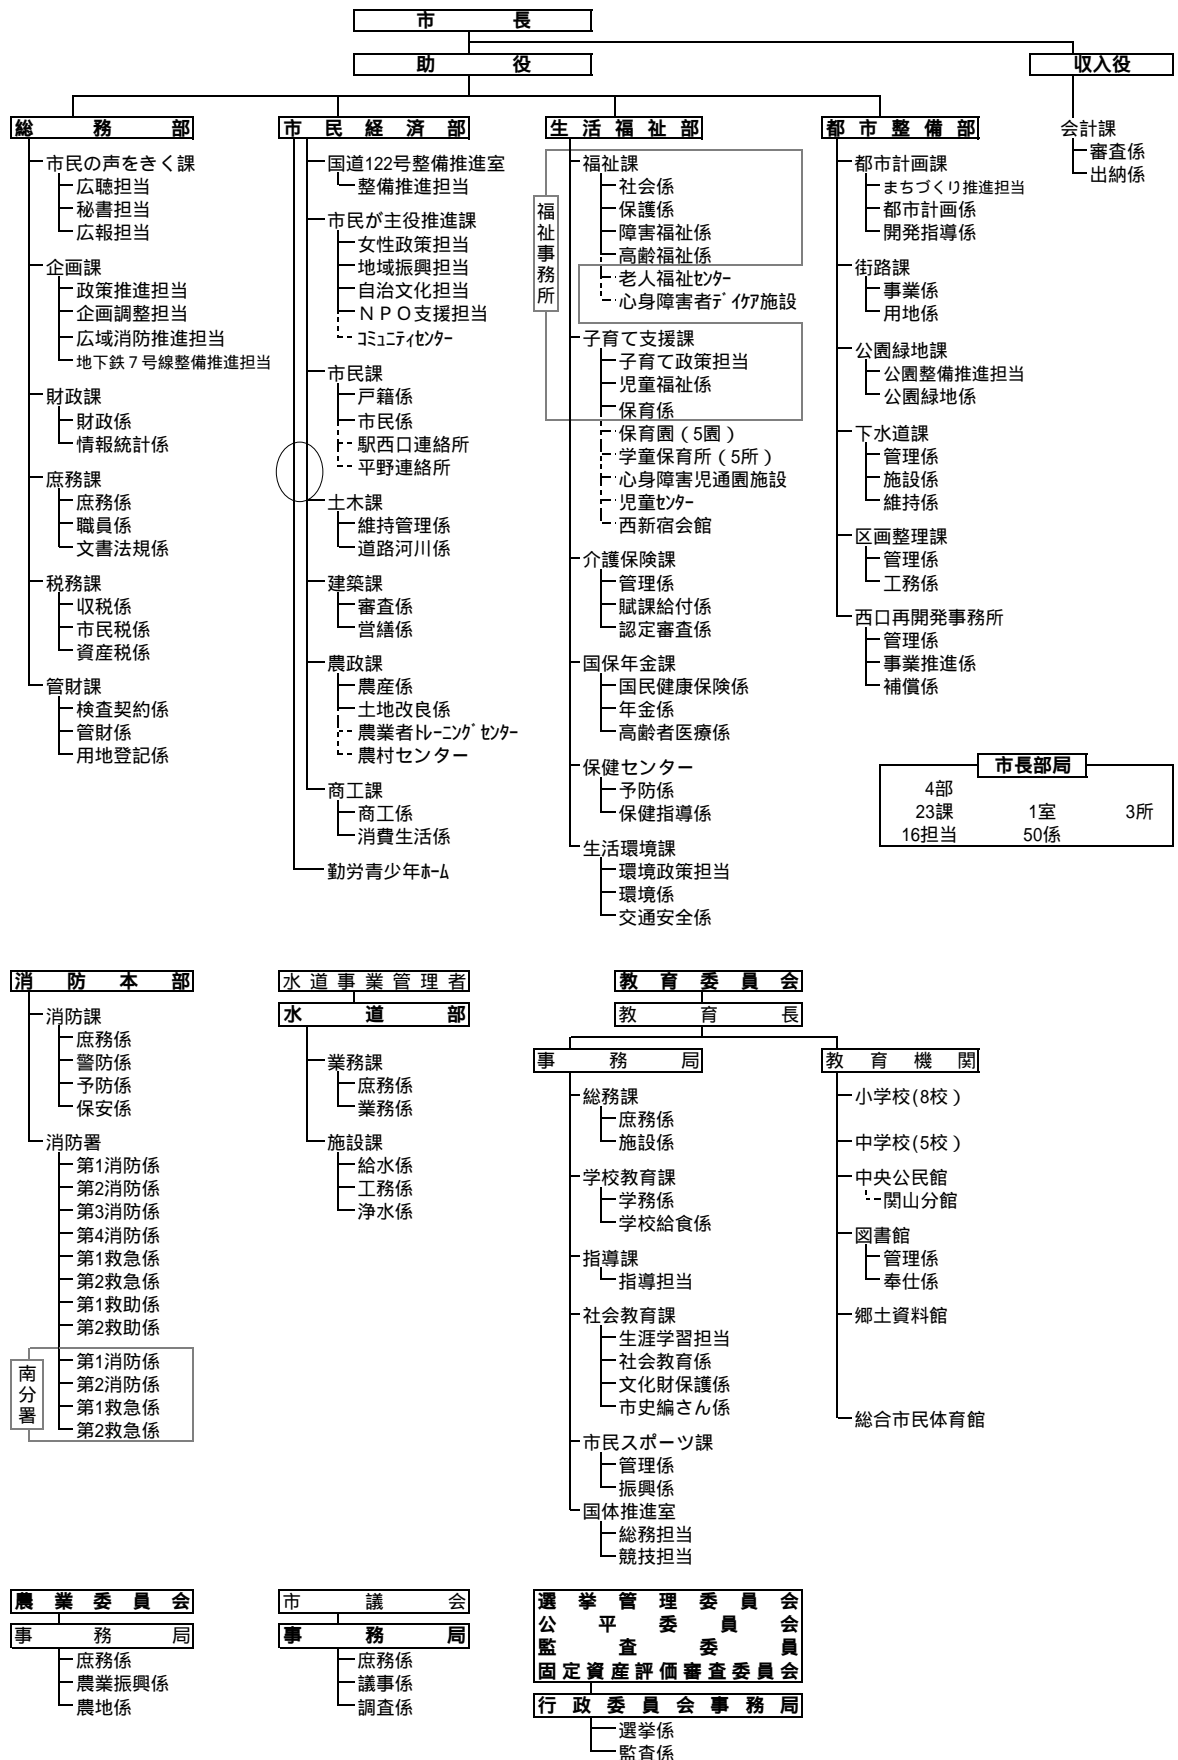 市長
助役
収入役
会計課
審査係
出納係
総務部
市民の声をきく課
広聴担当
秘書担当
広報担当
企画課
政策推進担当
企画調整担当
広域消防推進担当
地下鉄７号線整備推進担当
財政課
財政係
情報統計係
庶務課
庶務係
職員係
文書法規係
税務課
収税係
市民税係
資産税係
管財課
検査契約係
管財係
用地登記係
市民経済部
国道122号整備推進室
整備推進担当
市民が主役推進課
女性政策担当
地域振興担当
自治文化担当
ＮＰＯ支援担当
ｺﾐｭﾆﾃｨｾﾝﾀｰ
市民課
戸籍係
市民係
駅西口連絡所
平野連絡所
土木課
維持管理係
道路河川係
建築課
審査係
営繕係
農政課
農産係
土地改良係
農業者ﾄﾚｰﾆﾝｸﾞｾﾝﾀｰ
農村センター
商工課
商工係
消費生活係
勤労青少年ﾎｰﾑ
生活福祉部
福祉事務所
福祉課
社会係
保護係
障害福祉係
高齢福祉係
老人福祉ｾﾝﾀｰ
心身障害者ﾃﾞｲｹｱ施設
子育て支援課
子育て政策担当
児童福祉係
保育係
保育園（5園）
学童保育所（5所）
心身障害児通園施設
児童ｾﾝﾀｰ
西新宿会館
介護保険課
管理係
賦課給付係
認定審査係
国保年金課
国民健康保険係
年金係
高齢者医療係
保健センター
予防係
保健指導係
生活環境課
環境政策担当
環境係
交通安全係
都市整備部
都市計画課
まちづくり推進担当
都市計画係
開発指導係
街路課
事業係
用地係
公園緑地課
公園整備推進担当
公園緑地係
下水道課
管理係
施設係
維持係
区画整理課
管理係
工務係
西口再開発事務所
管理係
事業推進係
補償係
市長部局
4部
23課 1室 3所
16担当 50係
消防本部
消防課
庶務係
警防係
予防係
保安係
消防署
第1消防係
第2消防係
第3消防係
第4消防係
第1救急係
第2救急係
第1救助係
第2救助係
南分署
第1消防係
第2消防係
第1救急係
第2救急係
水道事業管理者
水道部
業務課
庶務係
業務係
施設課
給水係
工務係
浄水係
教育委員会
教育長
事務局
総務課
庶務係
施設係
学校教育課
学務係
学校給食係
指導課
指導担当
社会教育課
生涯学習担当
社会教育係
文化財保護係
市史編さん係
市民スポーツ課
管理係
振興係
国体推進室
総務担当
競技担当
教育機関
小学校(8校）
中学校(5校）
中央公民館
関山分館
図書館
管理係
奉仕係
郷土資料館
総合市民体育館
農業委員会
事務局
庶務係
農業振興係
農地係
市議会
事務局
庶務係
議事係
調査係
選挙管理委員会
公平委員会
監査委員
固定資産評価審査委員会
行政委員会事務局
選挙係
監査係